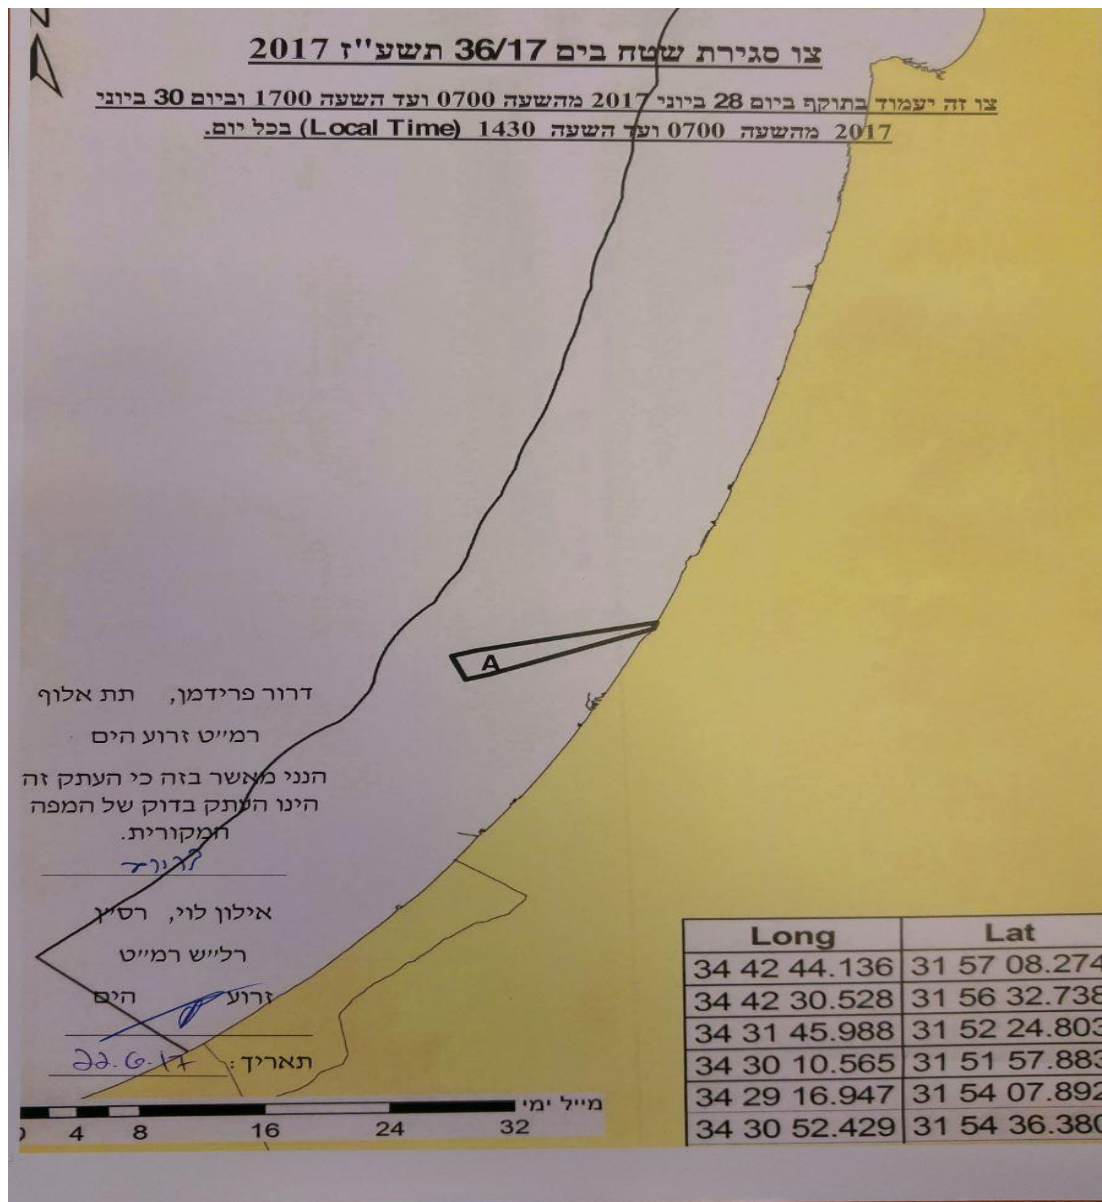 צו סגירת שטח בים 36/17 תשע"ז 2017
צו זה יעמוד בתוקף ביום 28 ביוני 2017 מהשעה 0700 ועד השעה 1700 וביום 30 ביוני
2017 מהשעה 0700 ועד השעה 1430 (Local Time) בכל יום.
A
דרור פרידמן, תת אלוף
רמי"ט זרוע הים
הנני מאשר בזה כי העתק זה
הינו העתק בדוק של המפה
המקורית.
אילון לוי, רס"ן
רלי"ש רמי"ט
זרוע הים
תאריך: 22.6.17
Long Lat
34 42 44.136 31 57 08.274
34 42 30.528 31 56 32.738
34 31 45.988 31 52 24.803
34 30 10.565 31 51 57.883
34 29 16.947 31 54 07.892
34 30 52.429 31 54 36.380
מייל ימי
4 8 16 24 32